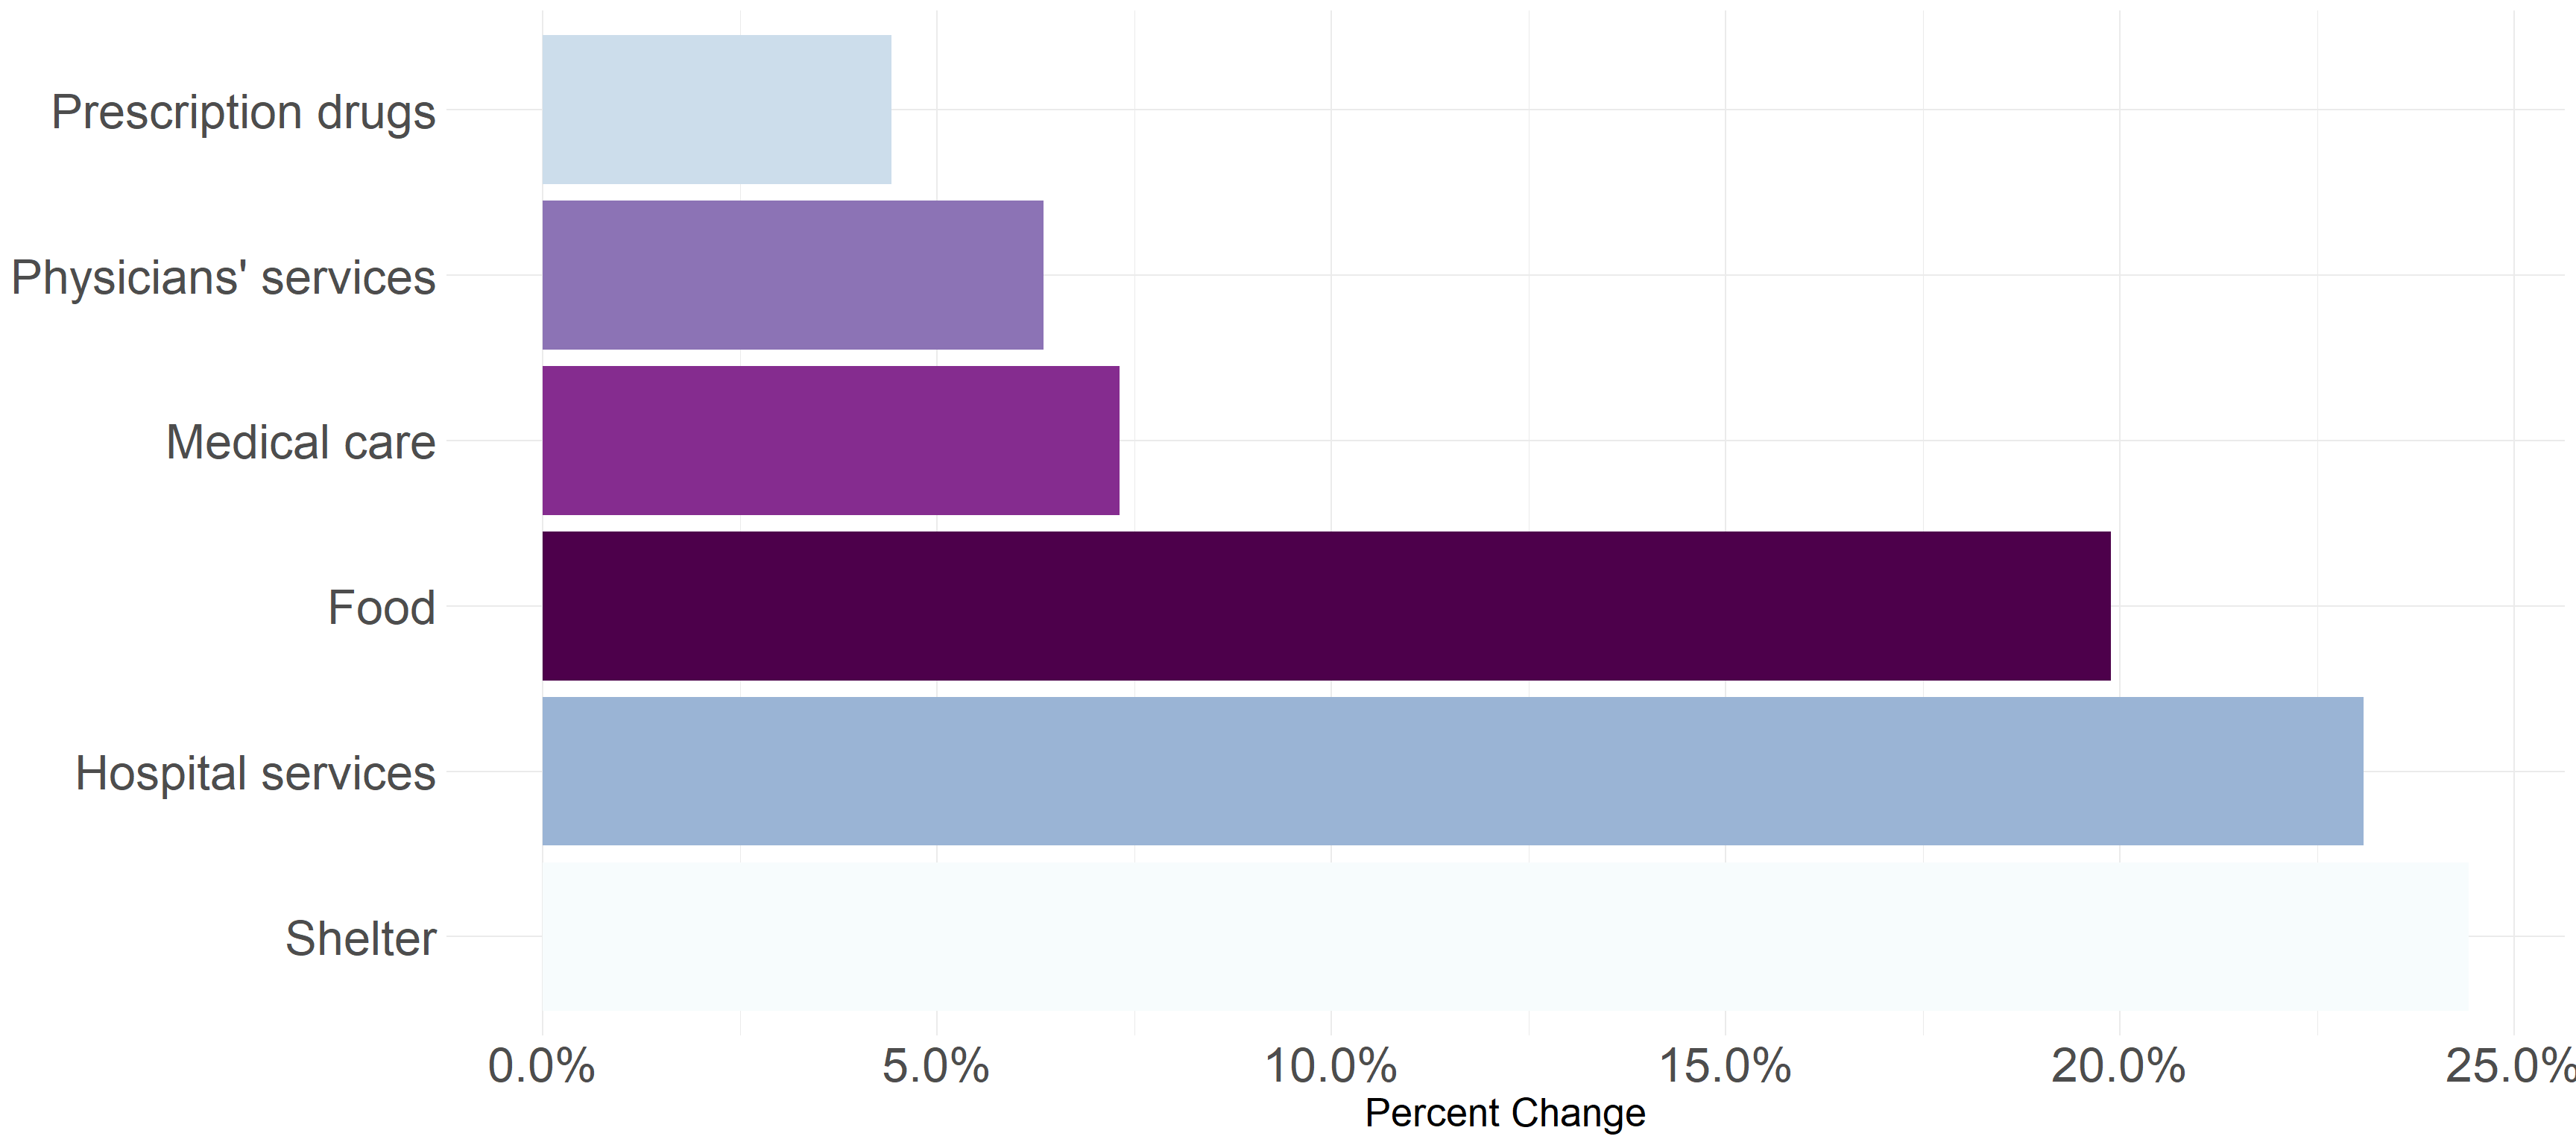 Prescription drugs
Physicians' services
Medical care
Food
Hospital services
Shelter
0.0% 5.0% 10.0% 15.0% 20.0% 25.0%
Percent Change